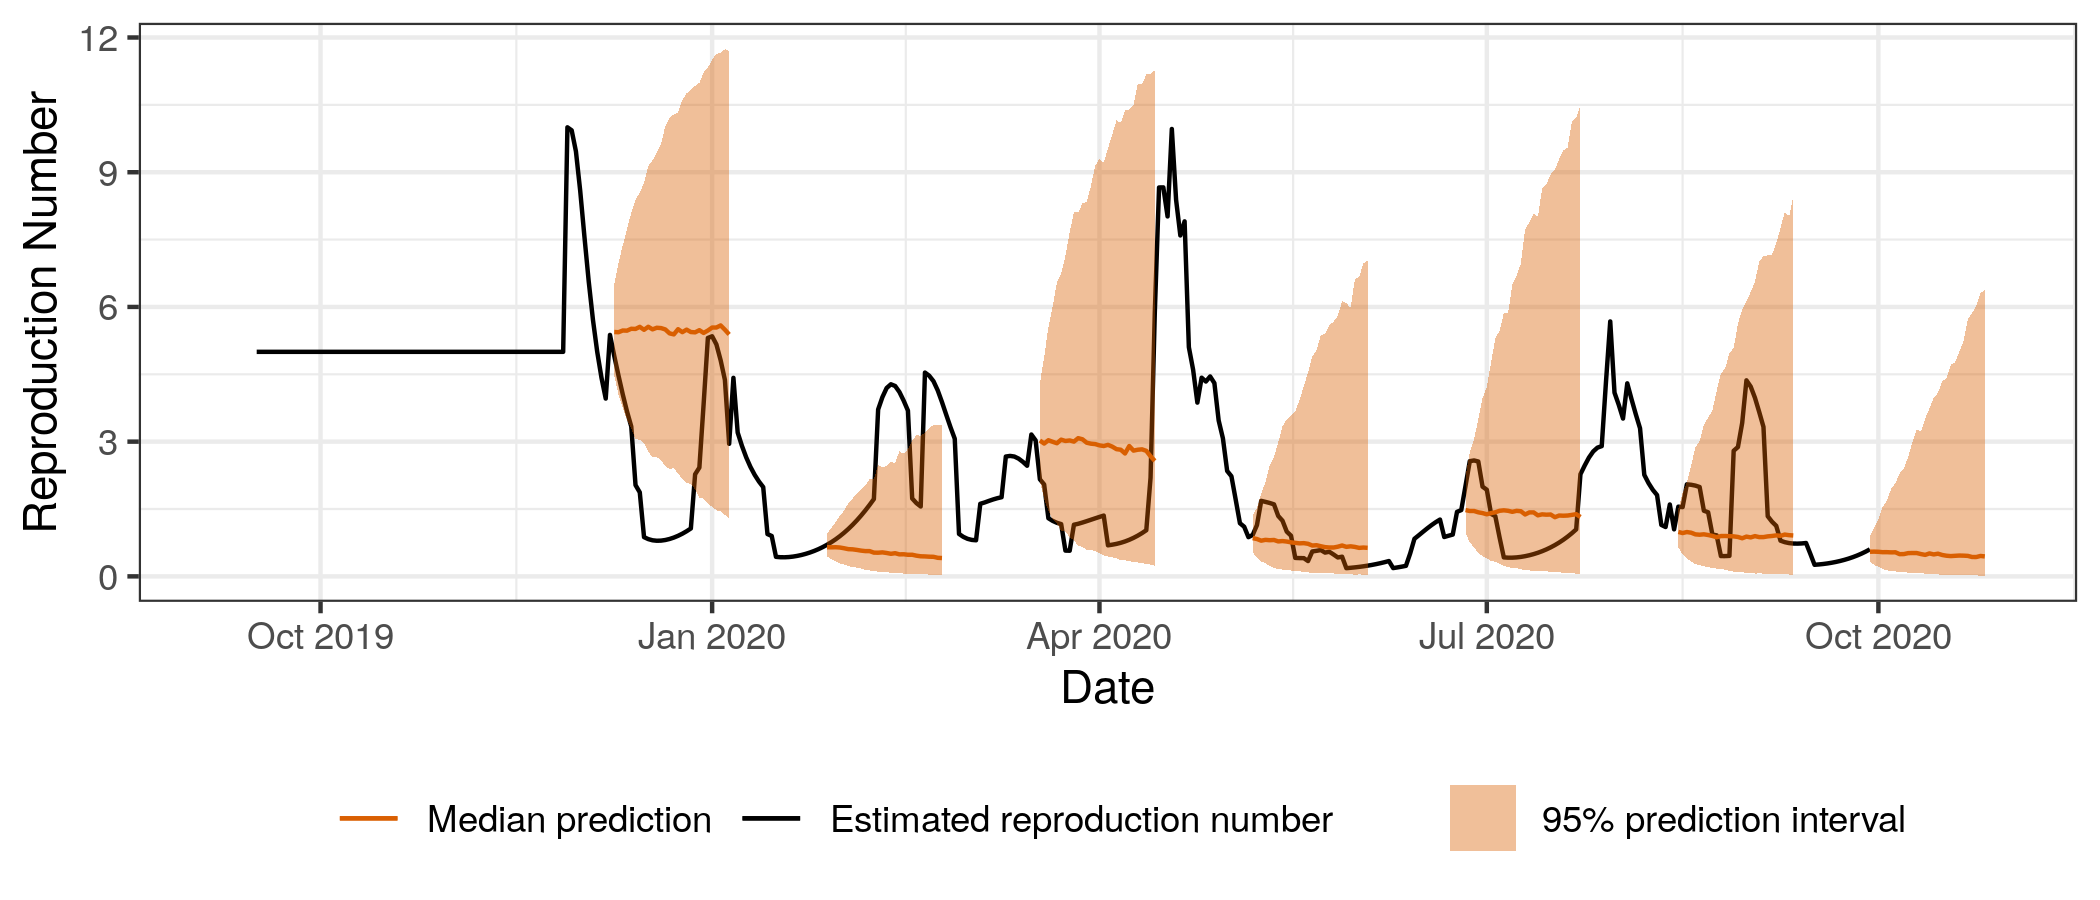 Reproduction Number
12
9
6
3
0
Oct 2019 Jan 2020 Apr 2020 Jul 2020 Oct 2020
Date
Median prediction Estimated reproduction number 95% prediction interval